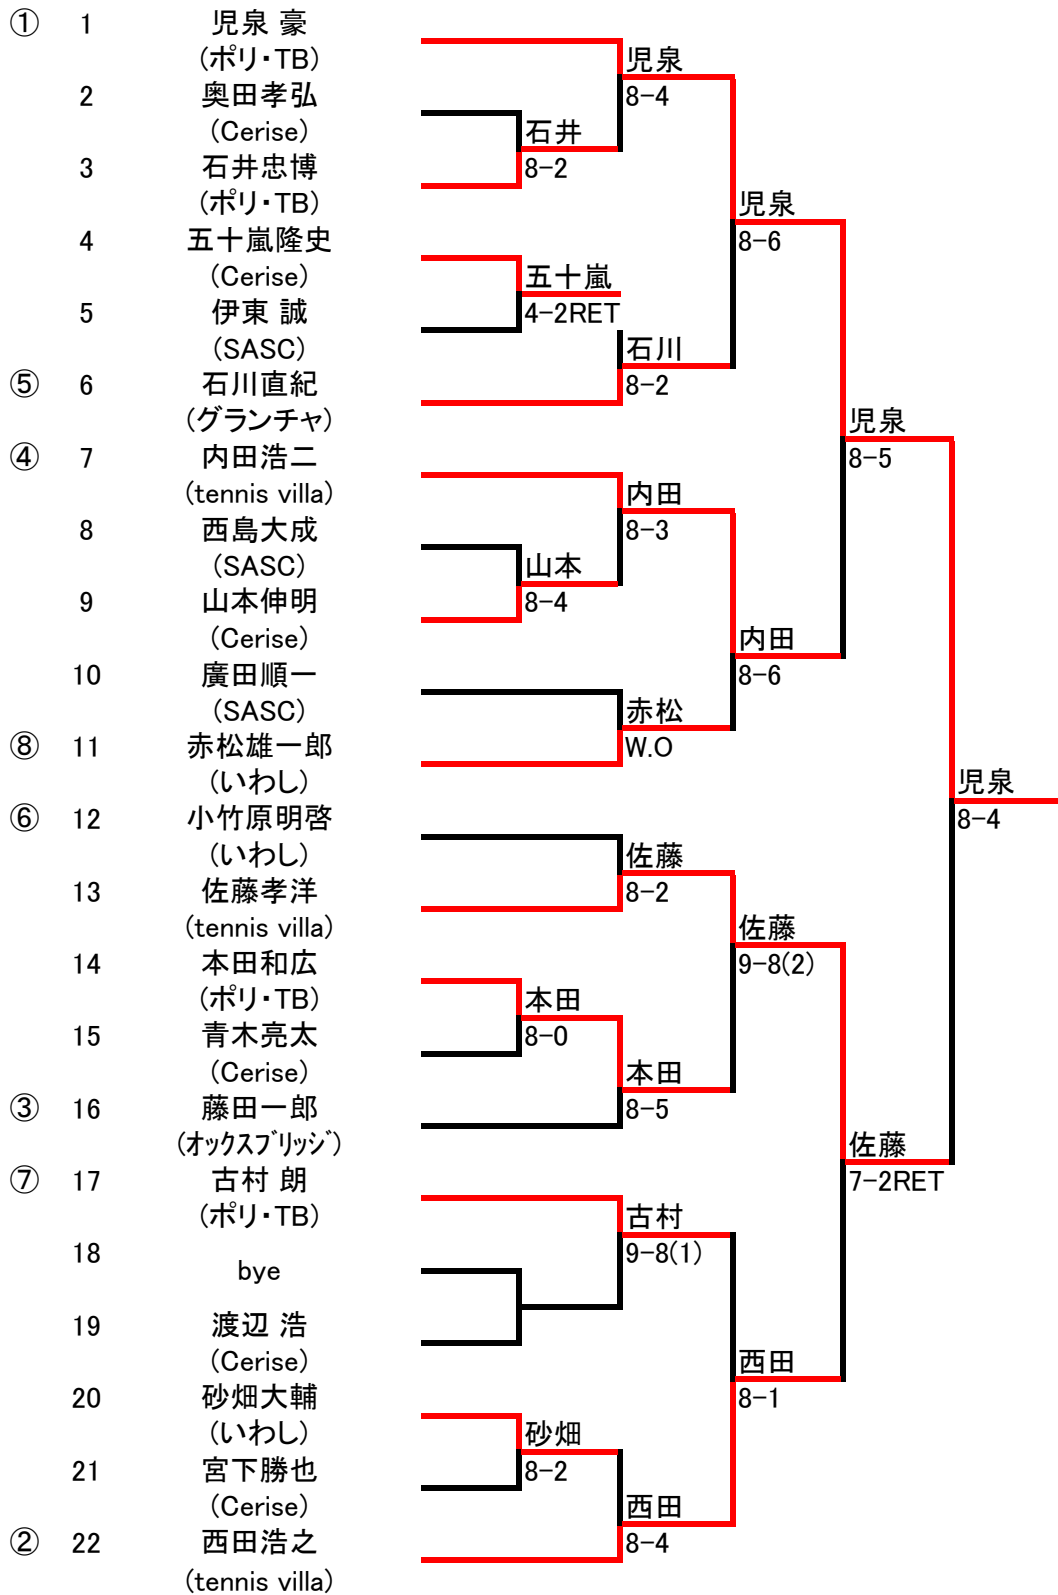 ① 1 児泉 豪
(ポリ・TB)
児泉
2 奥田孝弘
8-4
(Cerise)
石井
3 石井忠博
8-2
(ポリ・TB)
児泉
4 五十嵐隆史
8-6
(Cerise)
五十嵐
5 伊東 誠
4-2RET
(SASC)
石川
⑤ 6 石川直紀
8-2
(グランチャ)
児泉
④ 7 内田浩二
8-5
(tennis villa)
内田
8 西島大成
8-3
(SASC)
山本
9 山本伸明
8-4
(Cerise)
内田
10 廣田順一
8-6
(SASC)
赤松
⑧ 11 赤松雄一郎
W.O
(いわし)
児泉
⑥ 12 小竹原明啓
8-4
(いわし)
佐藤
13 佐藤孝洋
8-2
(tennis villa)
佐藤
14 本田和広
9-8(2)
(ポリ・TB)
本田
15 青木亮太
8-0
(Cerise)
本田
③ 16 藤田一郎
8-5
(オックスブリッジ)
佐藤
⑦ 17 古村 朗
7-2RET
(ポリ・TB)
古村
18 bye
9-8(1)
19 渡辺 浩
(Cerise)
西田
20 砂畑大輔
8-1
(いわし)
砂畑
21 宮下勝也
8-2
(Cerise)
西田
② 22 西田浩之
8-4
(tennis villa)